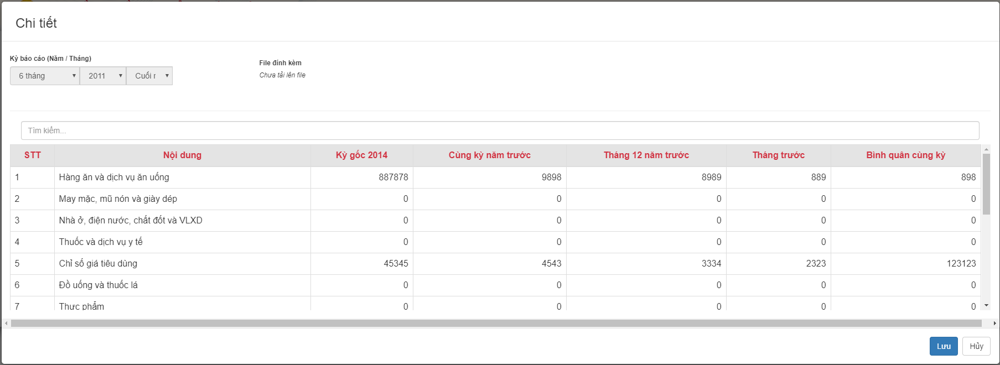 Chi tiết
Kỳ báo cáo (Năm / Tháng)
6 tháng 2011 Cuối
File đính kèm
Chưa tải lên file
Tìm kiếm...
STT Nội dung Kỳ gốc 2014 Cùng kỳ năm trước Tháng 12 năm trước Tháng trước Bình quân cùng kỳ
1 Hàng ăn và dịch vụ ăn uống 887878 9898 8989 889 898
2 May mặc, mũ nón và giày dép 0 0 0 0 0
3 Nhà ở, điện nước, chất đốt và VLXD 0 0 0 0 0
4 Thuốc và dịch vụ y tế 0 0 0 0 0
5 Chỉ số giá tiêu dùng 45345 4543 3334 2323 123123
6 Đồ uống và thuốc lá 0 0 0 0 0
7 Thực phẩm 0 0 0 0 0
Lưu Hủy